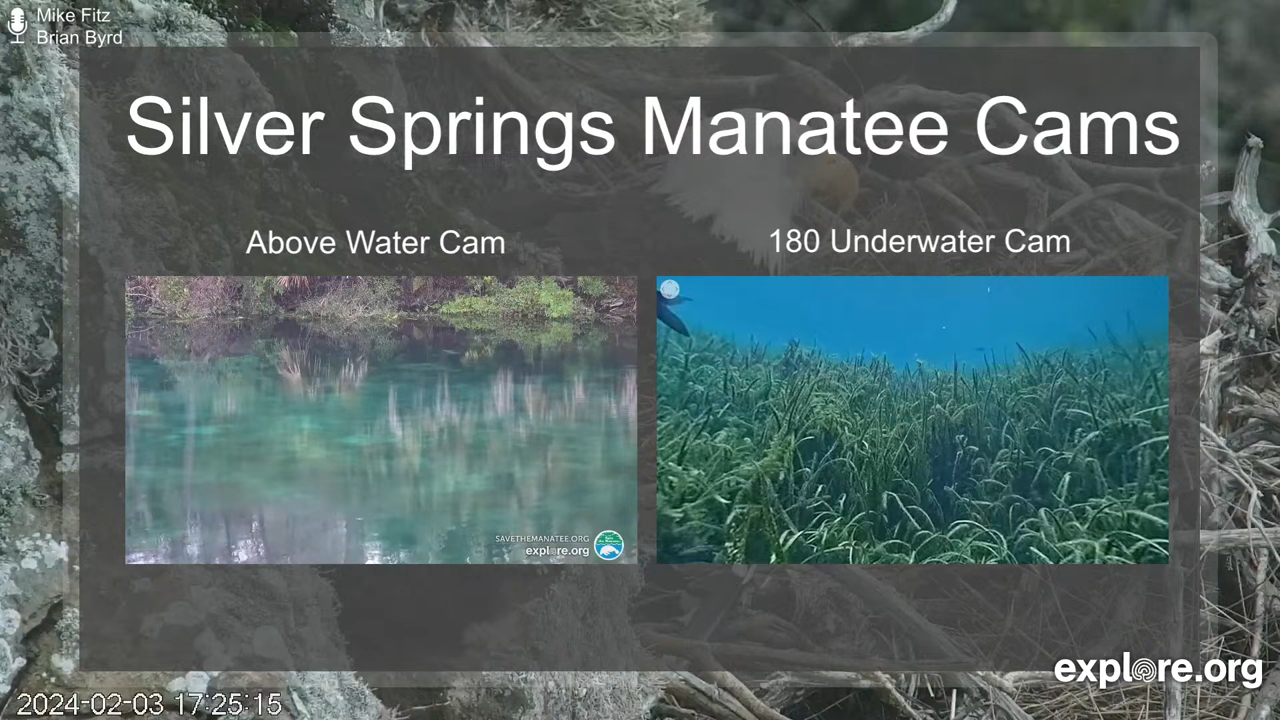 Mike Fitz
Brian Byrd
Silver Springs Manatee Cams
Above Water Cam
180 Underwater Cam
SAVETHEMANATEE.ORG
explore.org
explore.org
2024-02-03 17:25:15